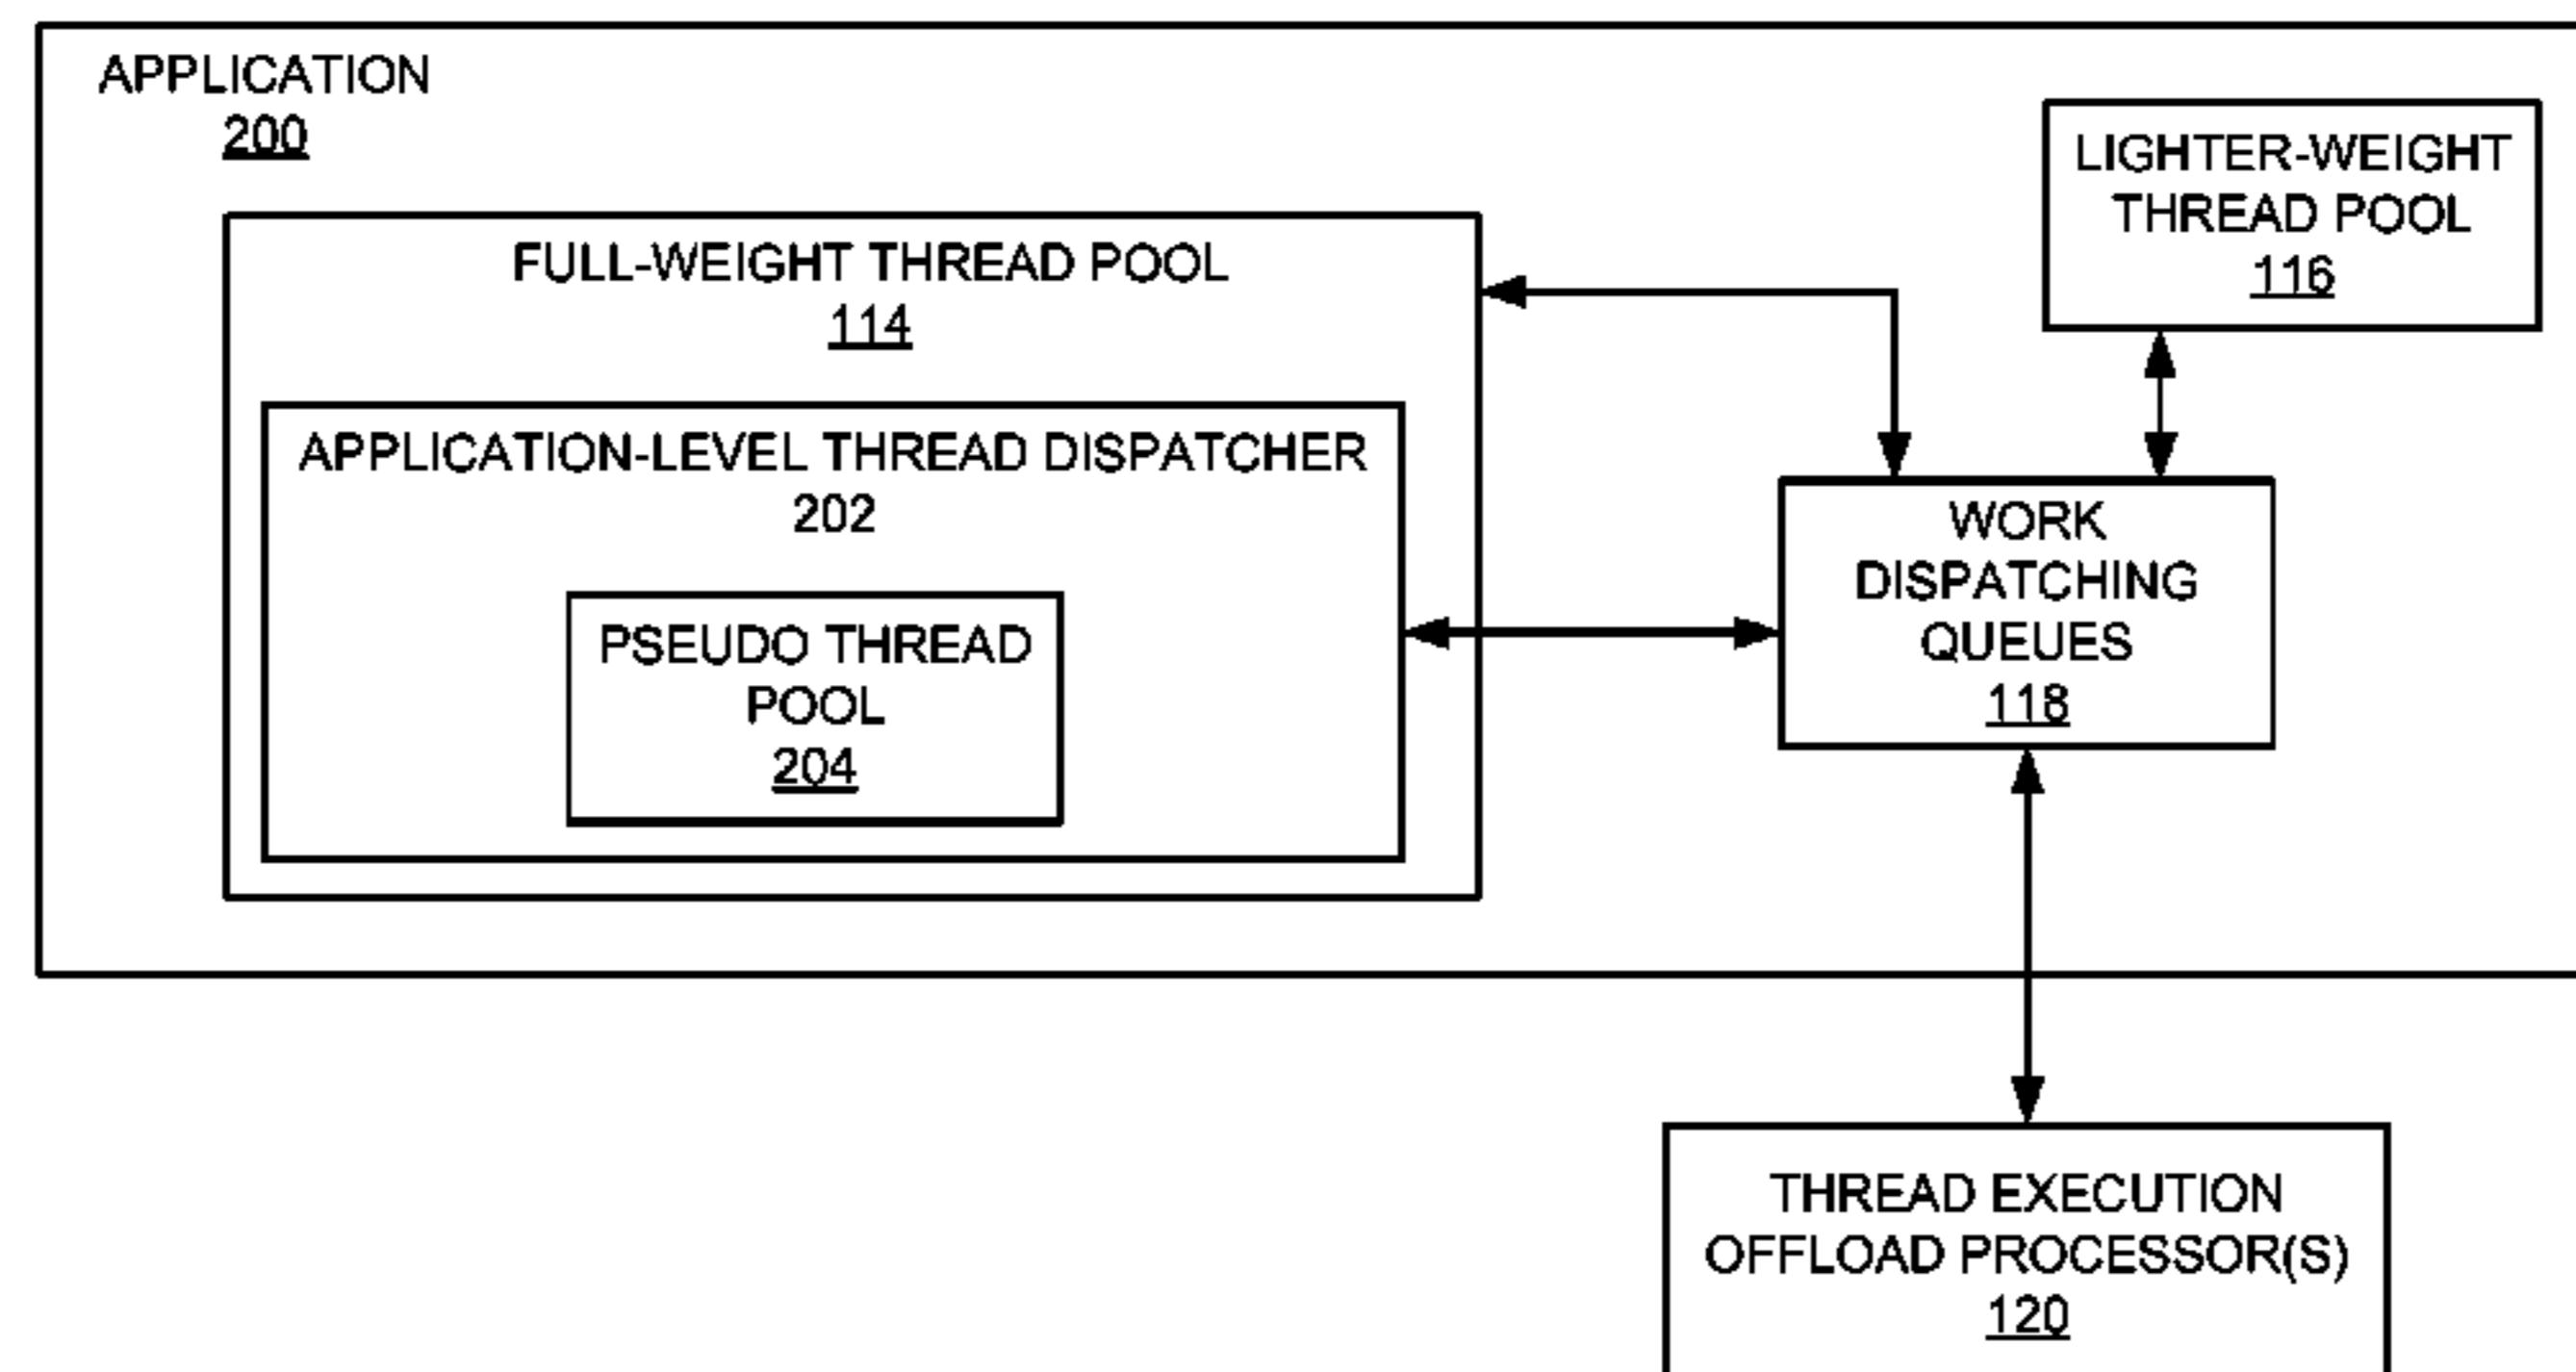 APPLICATION
200
LIGHTER-WEIGHT
THREAD POOL
116
FULL-WEIGHT THREAD POOL
114
APPLICATION-LEVEL THREAD DISPATCHER
202
PSEUDO THREAD
POOL
204
WORK
DISPATCHING
QUEUES
118
THREAD EXECUTION
OFFLOAD PROCESSOR(S)
120